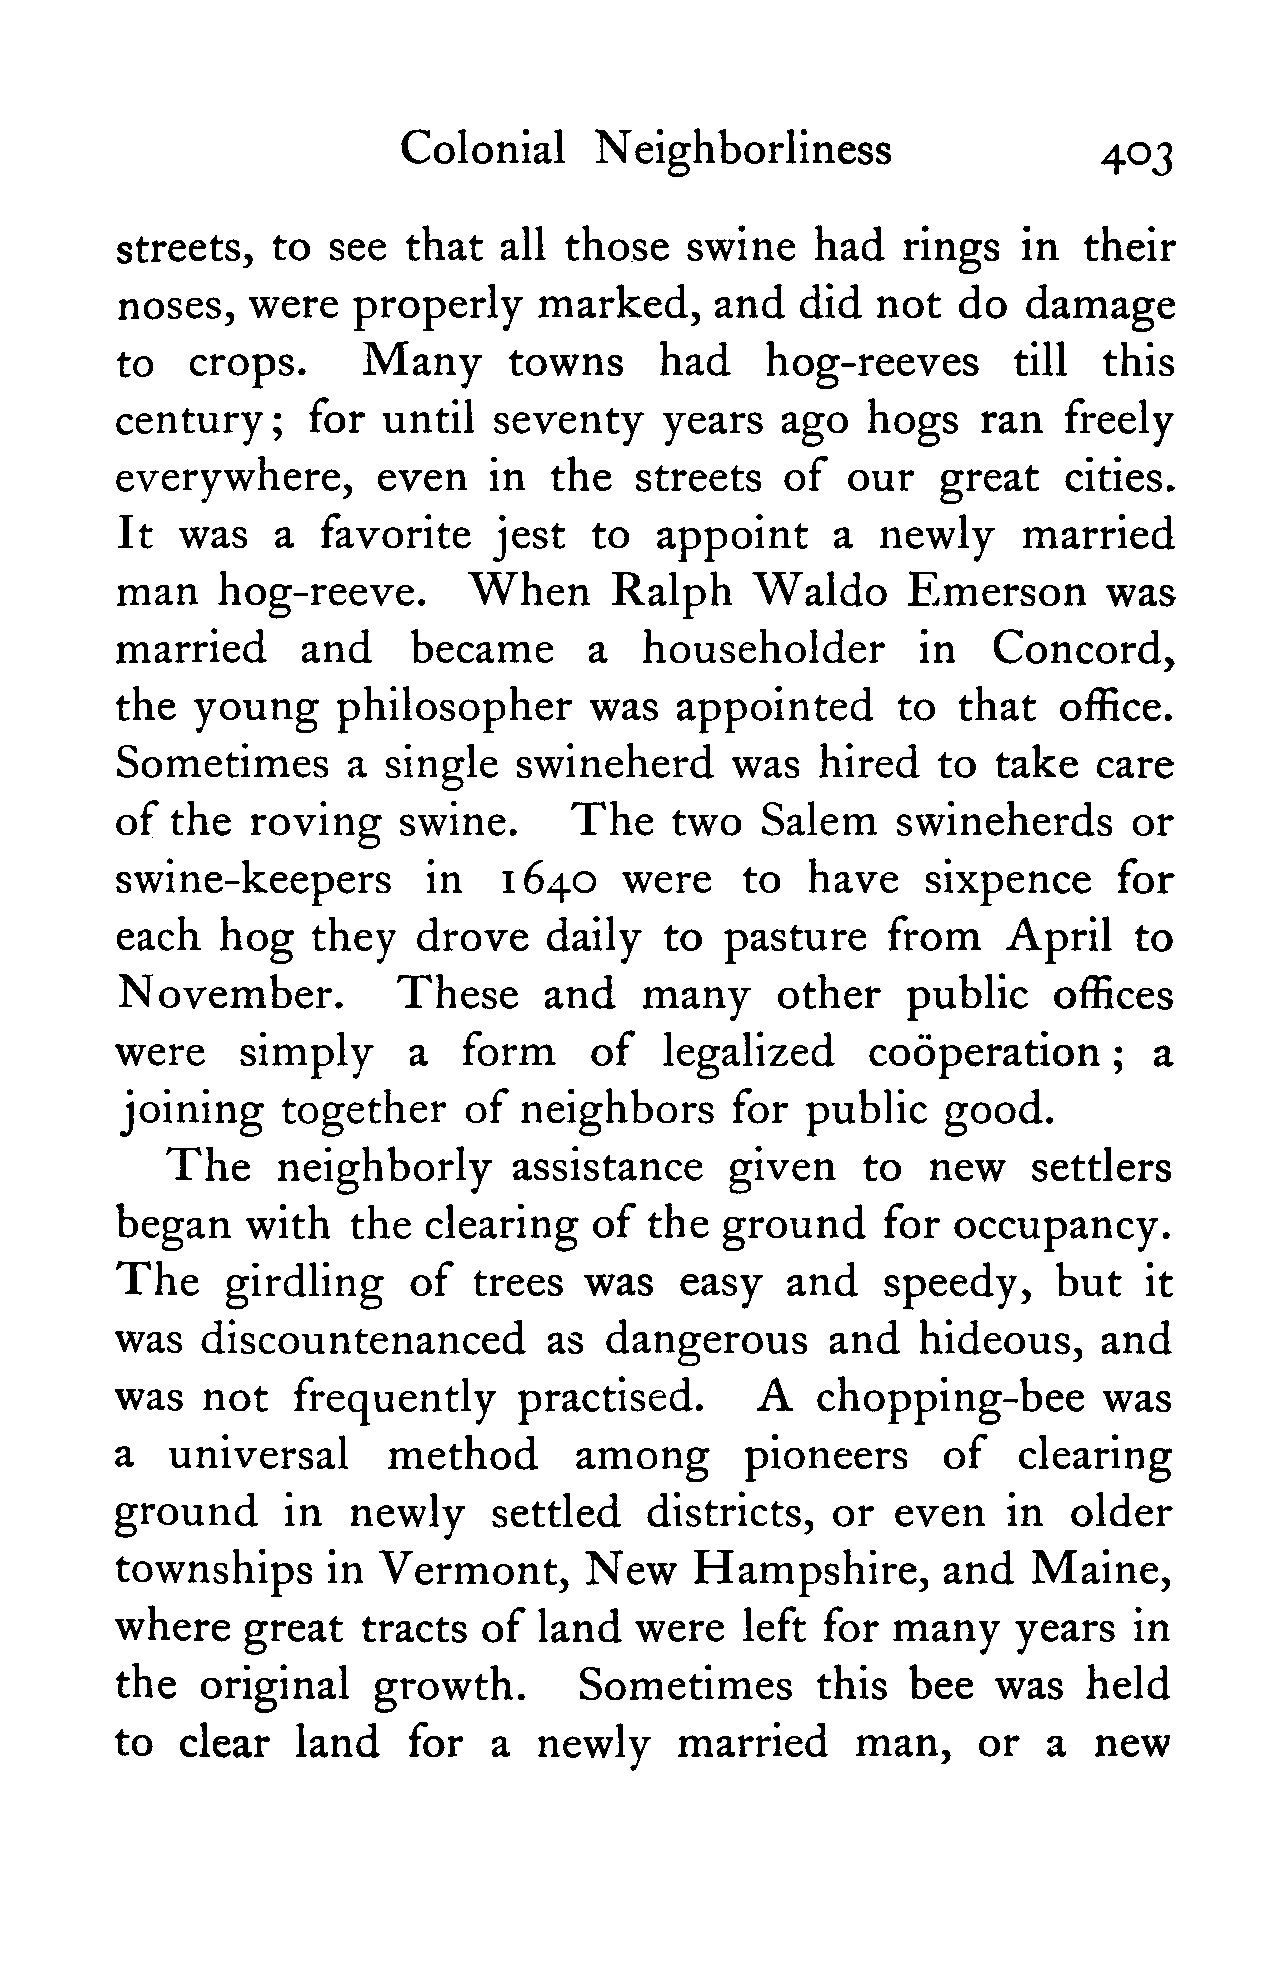 Colonial Neighborliness 403
streets, to see that all those swine had rings in their
noses, were properly marked, and did not do damage
to crops. Many towns had hog-reeves till this
century; for until seventy years ago hogs ran freely
everywhere, even in the streets of our great cities.
It was a favorite jest to appoint a newly married
man hog-reeve. When Ralph Waldo Emerson was
married and became a householder in Concord,
the young philosopher was appointed to that office.
Sometimes a single swineherd was hired to take care
of the roving swine. The two Salem swineherds or
swine-keepers in 1640 were to have sixpence for
each hog they drove daily to pasture from April to
November. These and many other public offices
were simply a form of legalized coöperation; a
joining together of neighbors for public good.
The neighborly assistance given to new settlers
began with the clearing of the ground for occupancy.
The girdling of trees was easy and speedy, but it
was discountenanced as dangerous and hideous, and
was not frequently practised. A chopping-bee was
a universal method among pioneers of clearing
ground in newly settled districts, or even in older
townships in Vermont, New Hampshire, and Maine,
where great tracts of land were left for many years in
the original growth. Sometimes this bee was held
to clear land for a newly married man, or a new